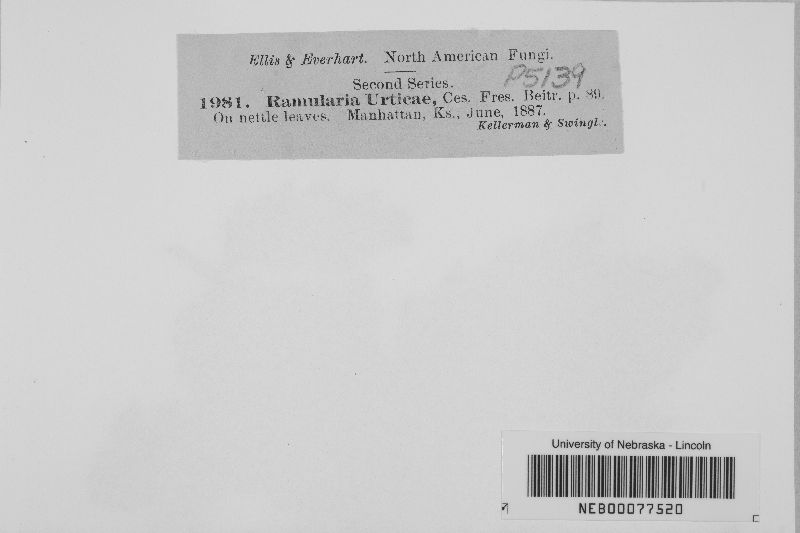 Ellis & Everhart. North American Fungi.
Second Series.
P5139
1981. Ramularia Urticae, Ces. Fres. Beitr. p. 89.
On nettle leaves. Manhattan, Ks., June, 1887.
Kellerman & Swingle.
University of Nebraska - Lincoln
NEB00077520